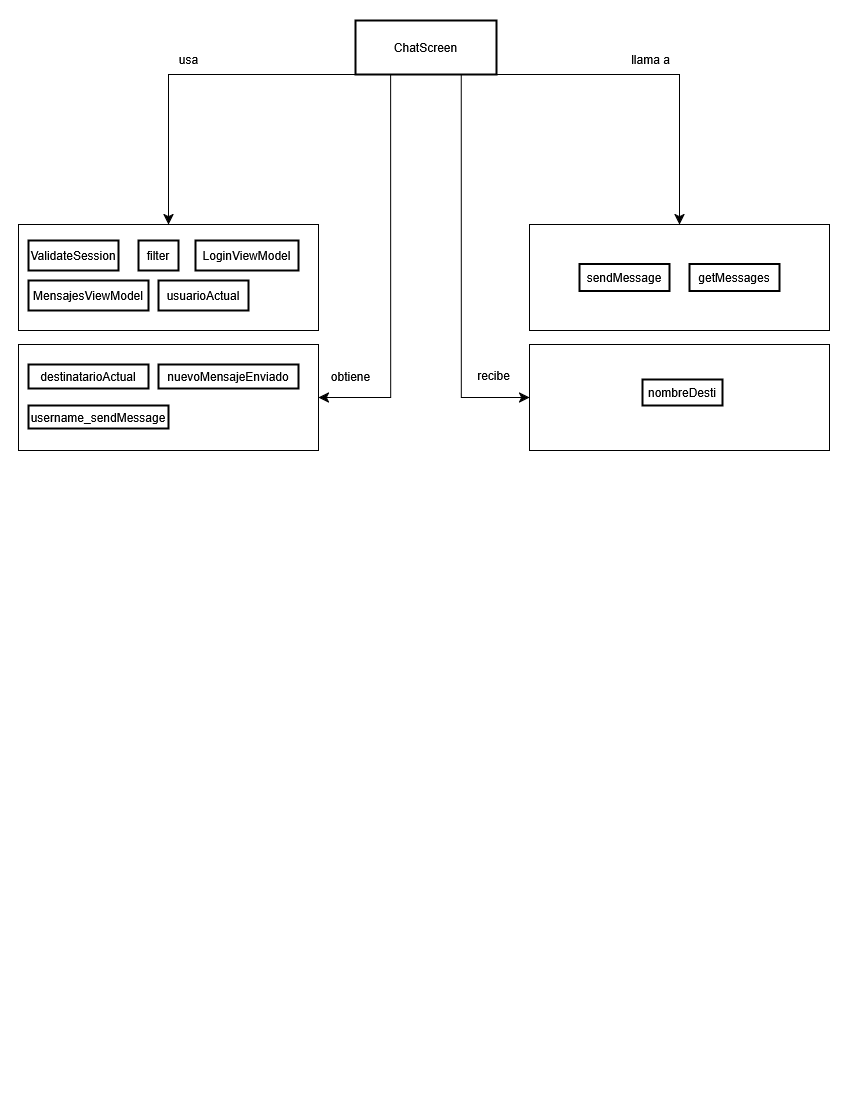 ChatScreen
usa
llama a
ValidateSession
filter
LoginViewModel
MensajesViewModel
usuarioActual
sendMessage
getMessages
destinatarioActual
nuevoMensajeEnviado
username_sendMessage
obtiene
recibe
nombreDesti